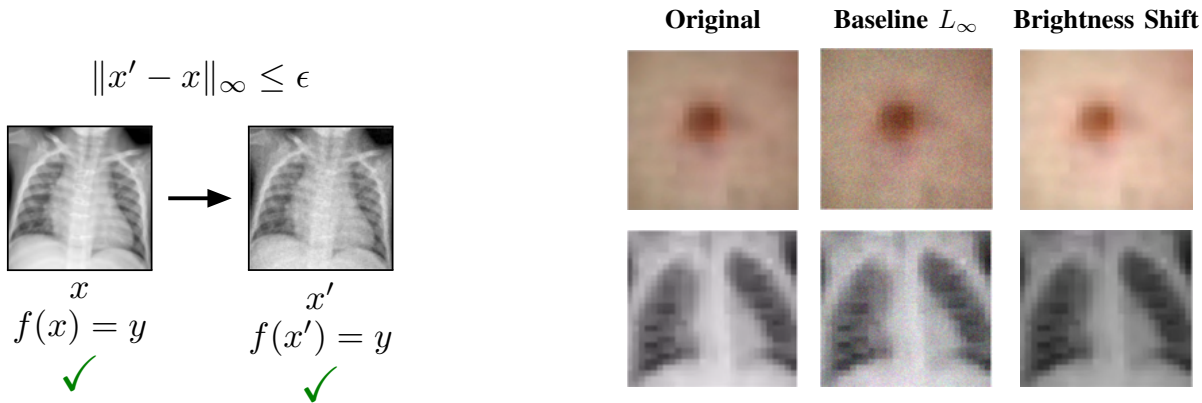 ‖x′ − x‖∞ ≤ ϵ
x
f(x) = y
x′
f(x′) = y
Original Baseline L∞ Brightness Shift